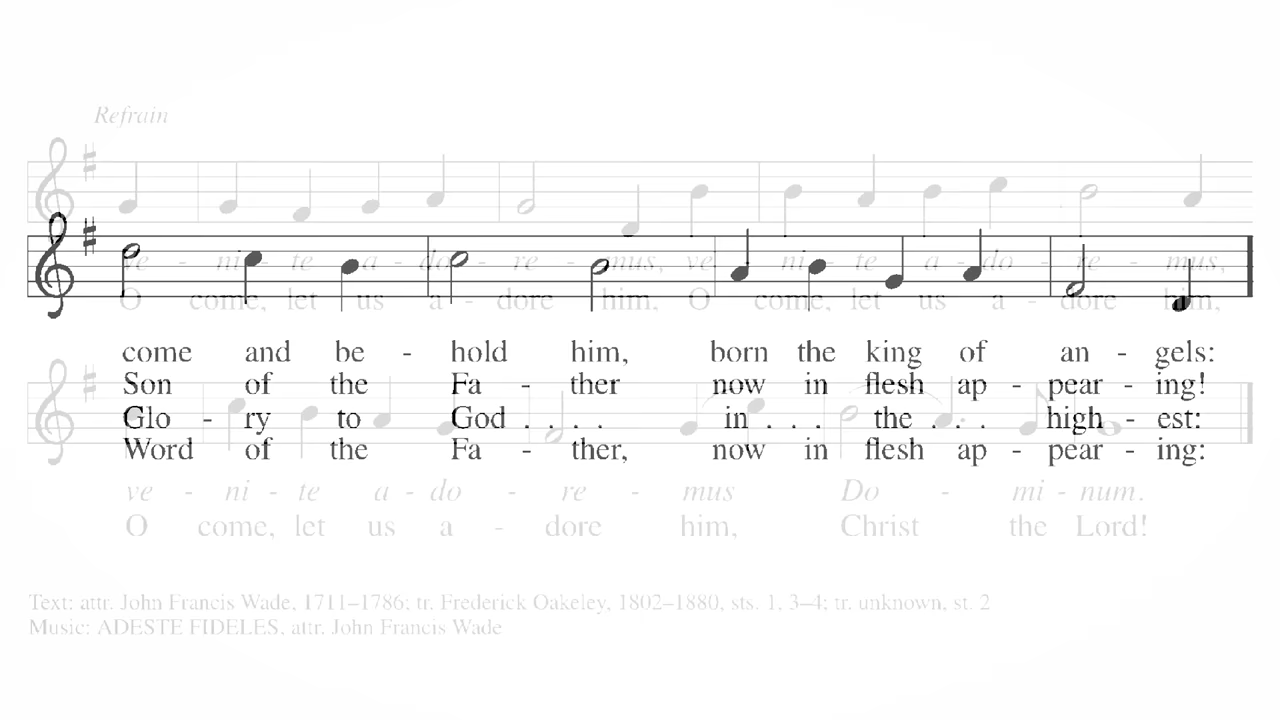 Refrain
ve - ni - te a - do - re - mus, ve - ni - te a - do - re - mus,
O come, let us a - dore him, O come, let us a - dore him,
come and be - hold him, born the king of an - gels:
Son of the Fa - ther now in flesh ap - pear - ing!
Glo - ry to God . . . . in . . . the . . . high - est:
Word of the Fa - ther, now in flesh ap - pear - ing:
ve - ni - te a - do - re - mus Do - mi - num.
O come, let us a - dore him, Christ the Lord!
Text: attr. John Francis Wade, 1711–1786; tr. Frederick Oakeley, 1802–1880, sts. 1, 3–4; tr. unknown, st. 2
Music: ADESTE FIDELES, attr. John Francis Wade